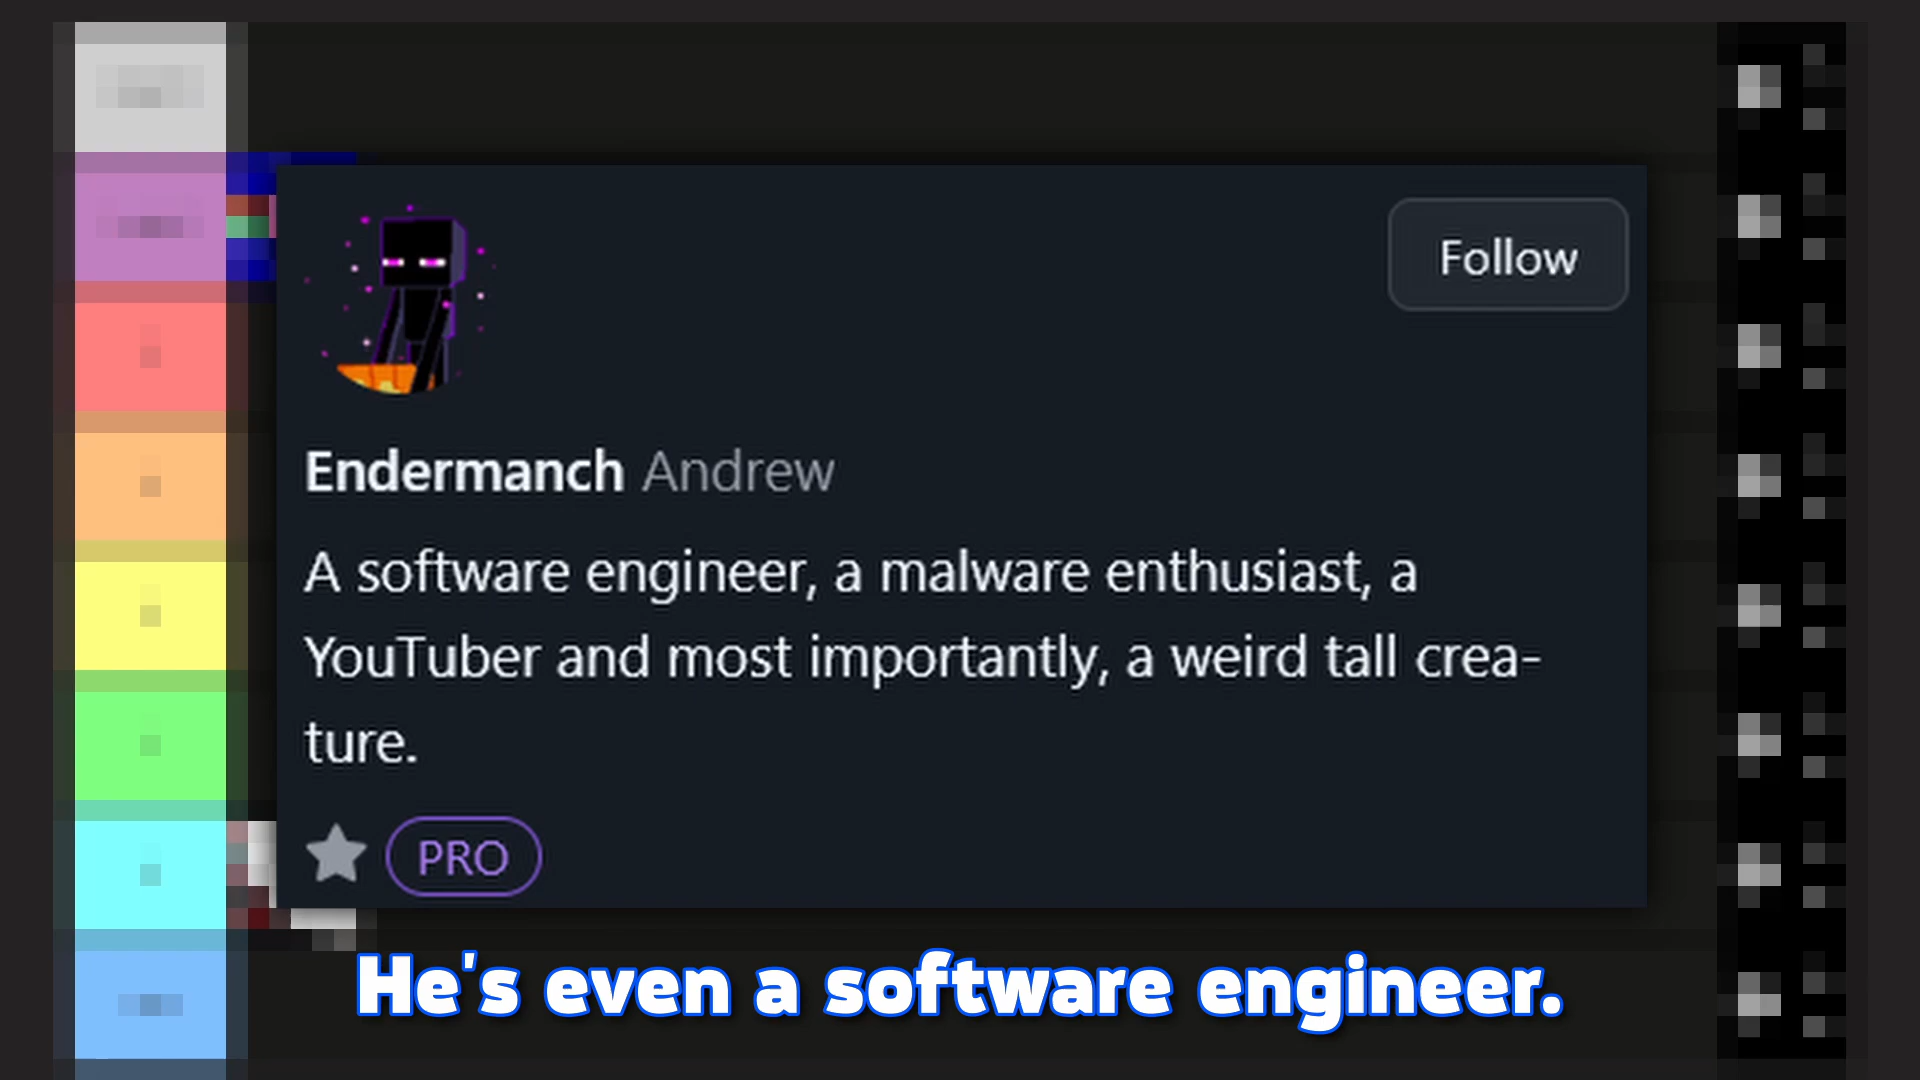 Follow
Endermanch Andrew
A software engineer, a malware enthusiast, a
YouTuber and most importantly, a weird tall crea-
ture.
PRO
He's even a software engineer.